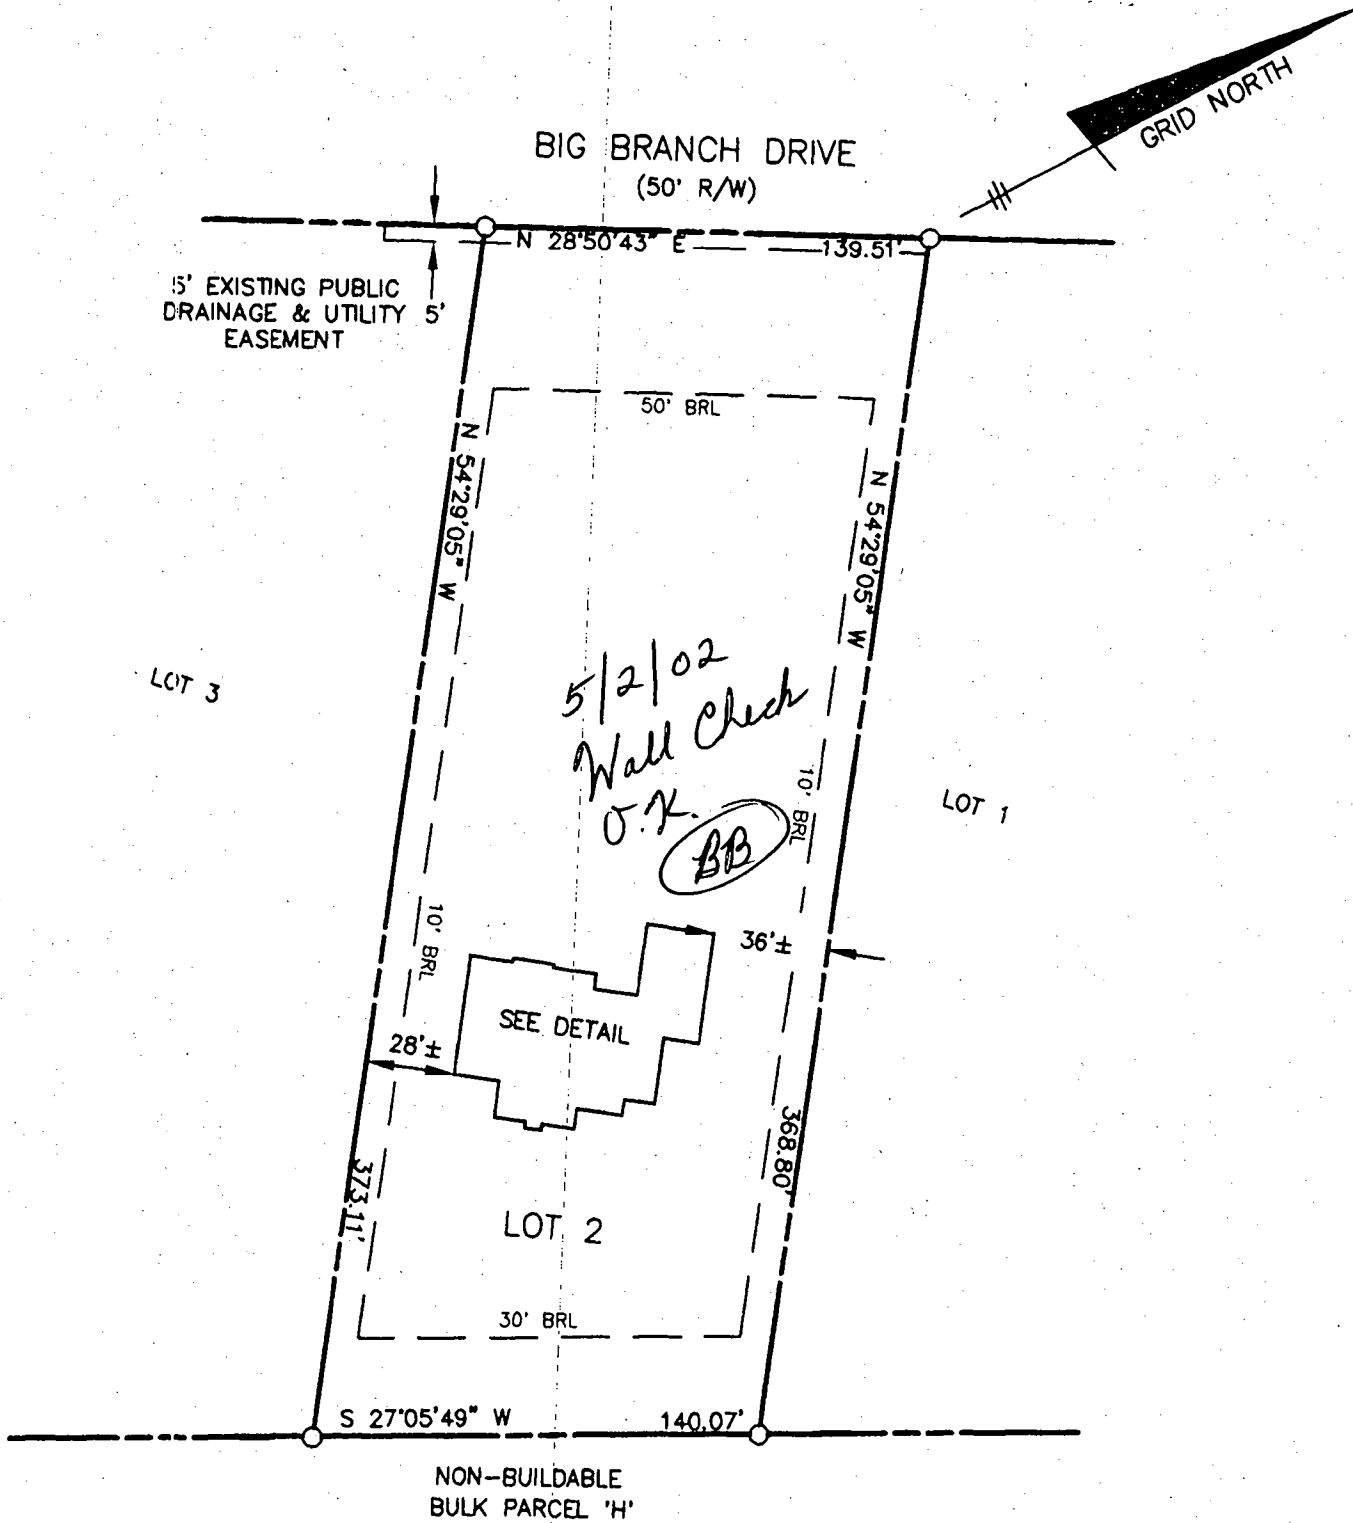 GRID NORTH
BIG BRANCH DRIVE
(50' R/W)
N 28°50'43" E 139.51'
5' EXISTING PUBLIC
DRAINAGE & UTILITY 5'
EASEMENT
50' BRL
N 54°29'05" W
N 54°29'05" W
5/2/02
Wall Check
O.K.
BB
LOT 3
10' BRL
LOT 1
10' BRL
36'±
SEE DETAIL
28'±
368.80'
373.11'
LOT 2
30' BRL
S 27°05'49" W 140.07'
NON-BUILDABLE
BULK PARCEL 'H'